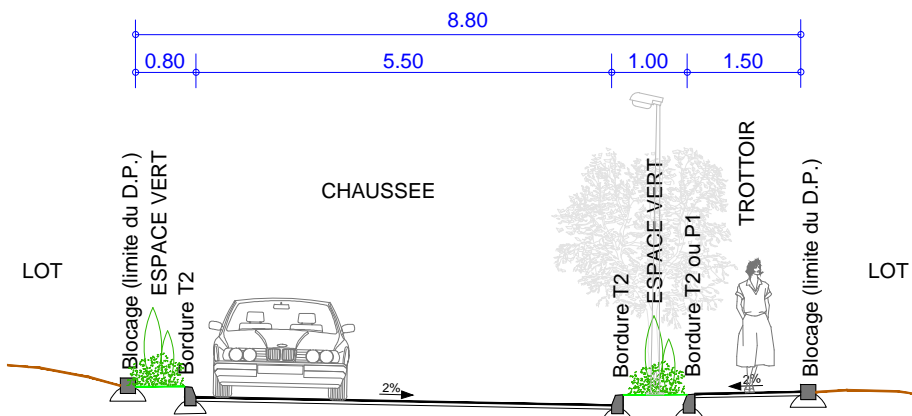 8.80
0.80
5.50
1.00
1.50
CHAUSSEE
LOT
Blocage (limite du D.P.)
ESPACE VERT
Bordure T2
Bordure T2
ESPACE VERT
Bordure T2 ou P1
TROTTOIR
Blocage (limite du D.P.)
LOT
2%
2%